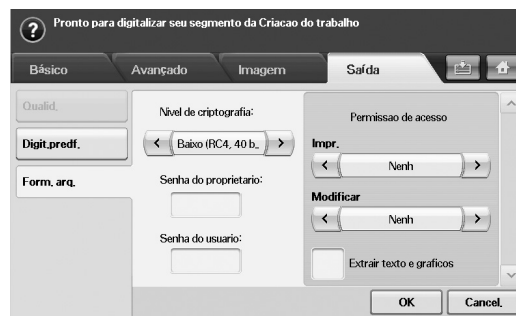 Pronto para digitalizar seu segmento da Criacao do trabalho
Básico
Avançado
Imagem
Saída
Qualid.
Digit.predf.
Form. arq.
Nivel de criptografia:
Baixo (RC4, 40 b_
Senha do proprietario:
Senha do usuario:
Permissao de acesso
Impr.
Nenh
Modificar
Nenh
Extrair texto e graficos
OK
Cancel.